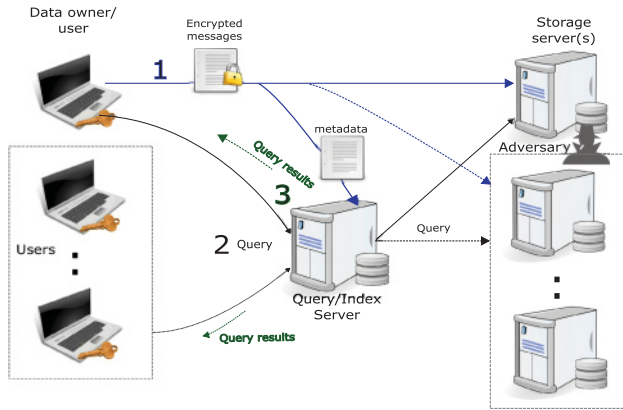 Data owner/
user
Encrypted
messages
Storage
server(s)
1
metadata
Adversary
Query results
3
Users
2 Query
Query
Query/Index
Server
Query results